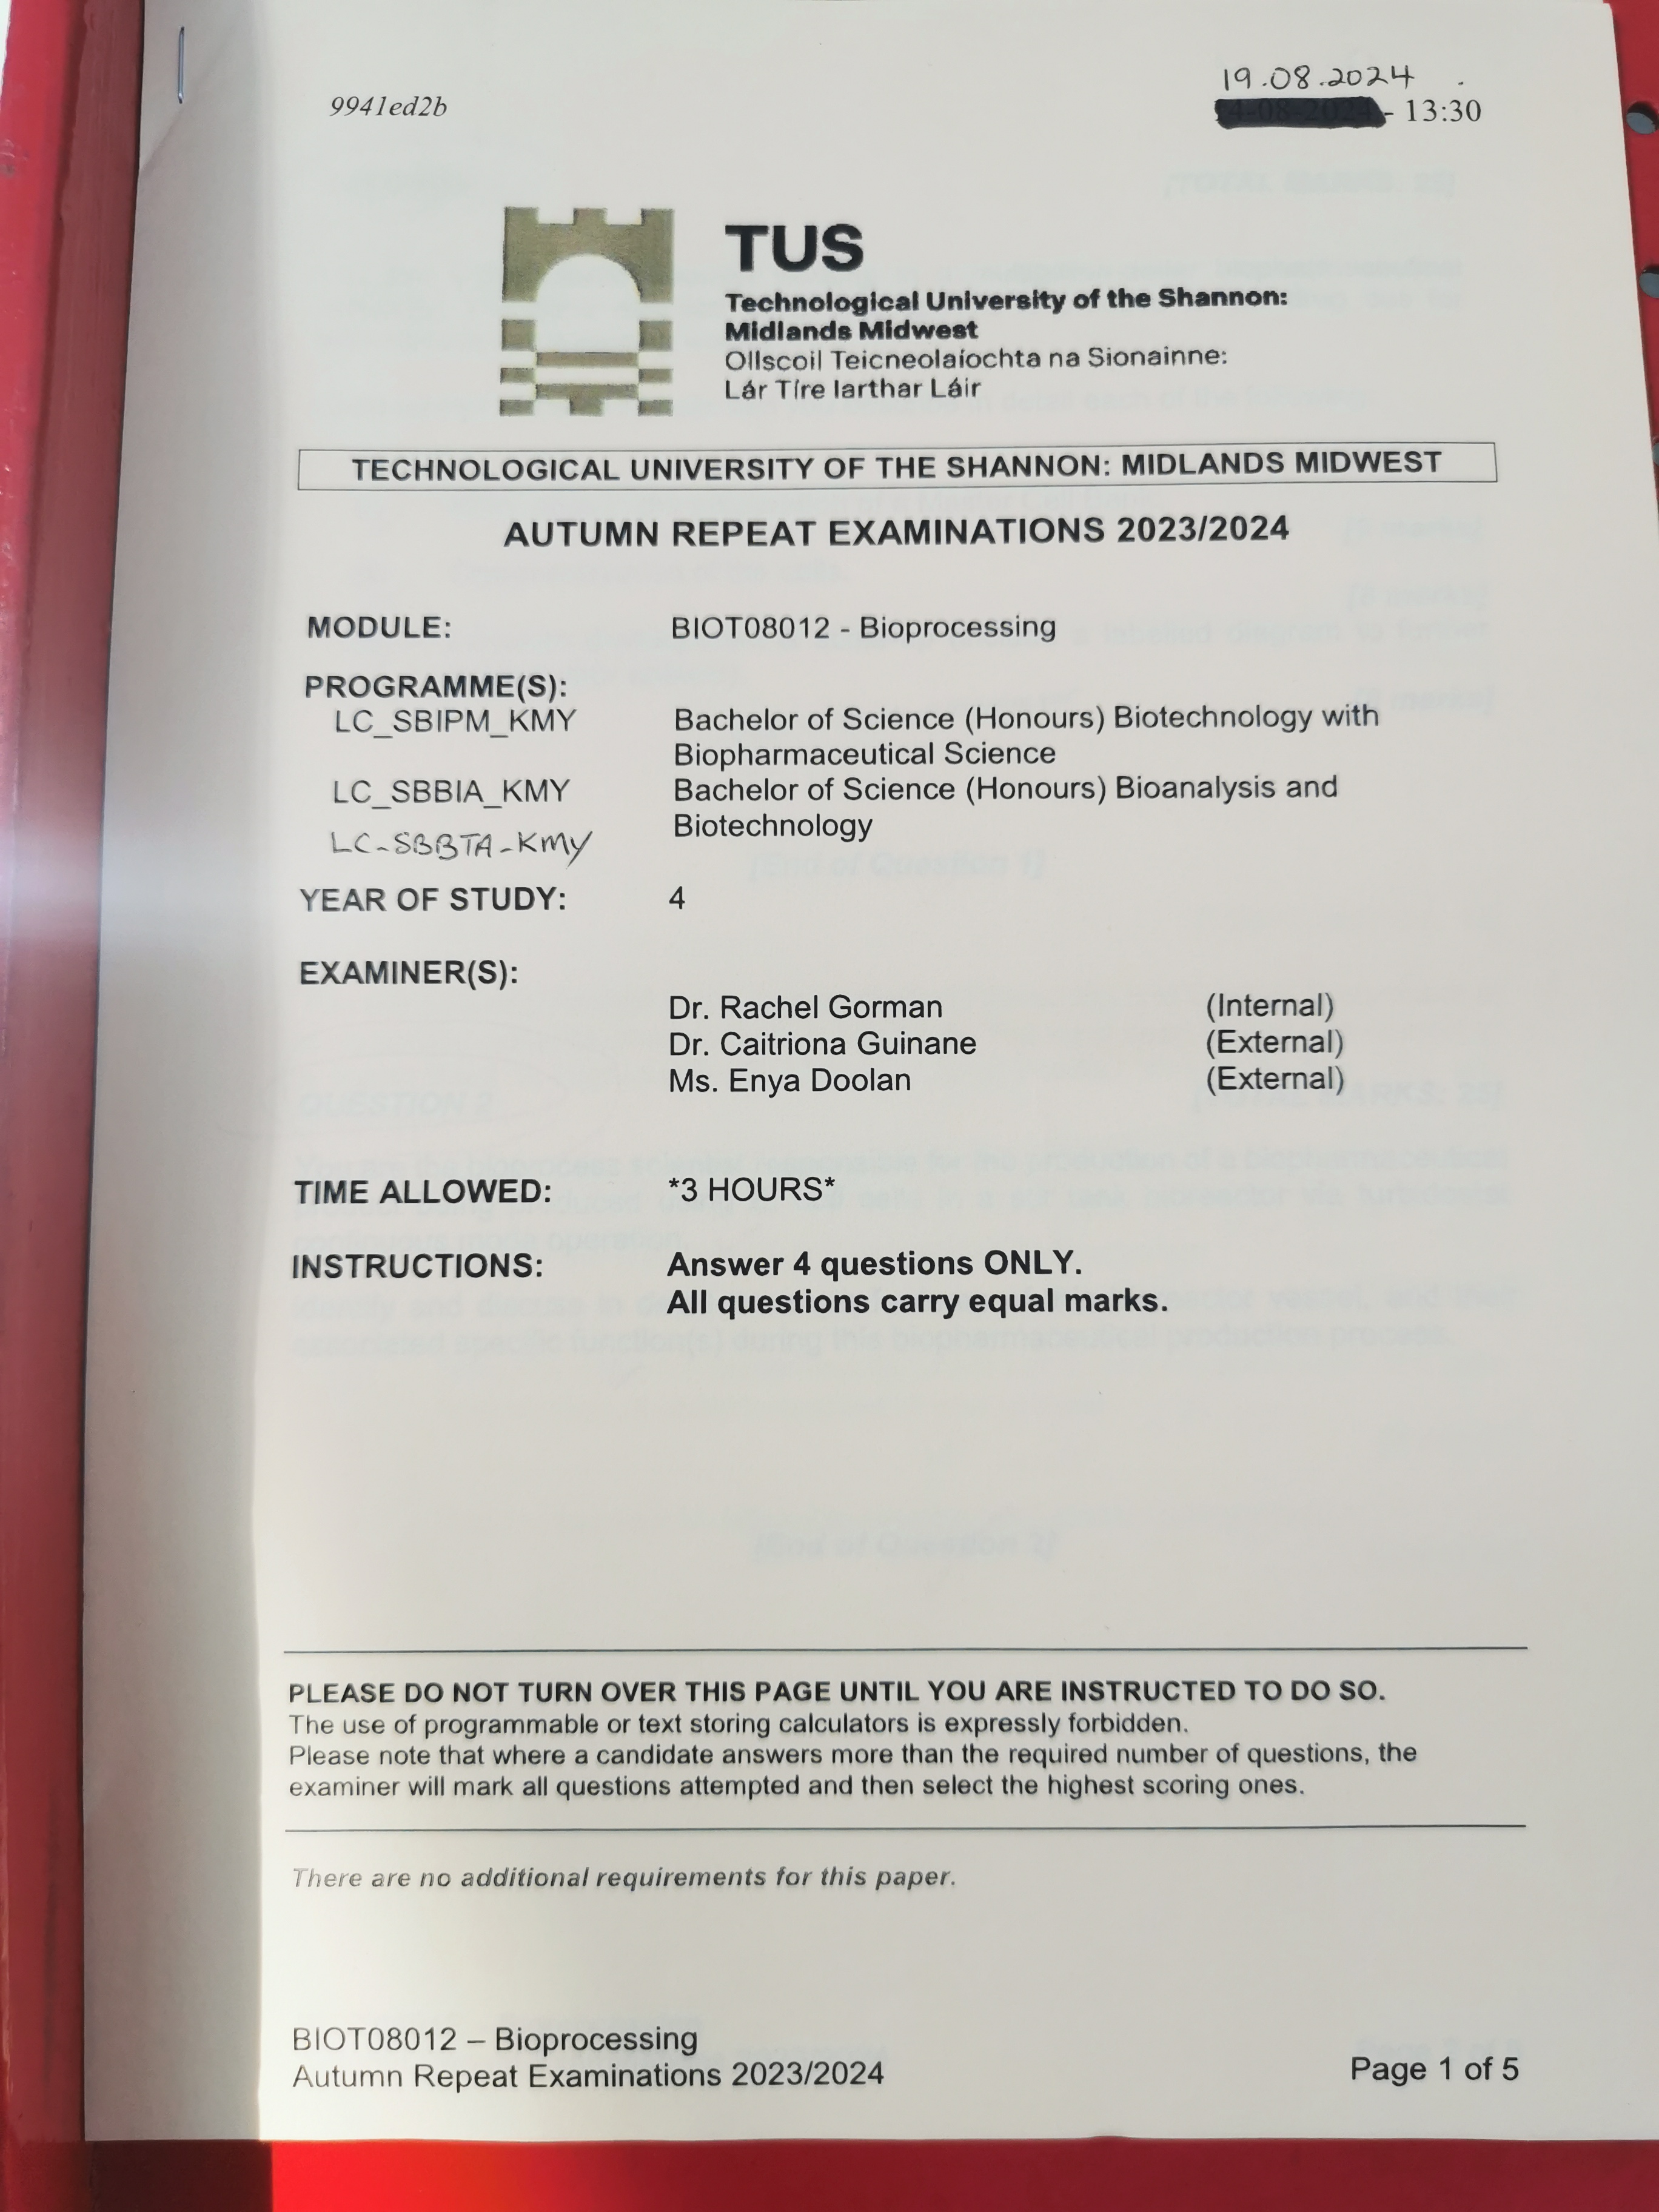 19.08.2024
9941ed2b
- 13:30
TUS
Technological University of the Shannon:
Midlands Midwest
Ollscoil Teicneolaíochta na Sionainne:
Lár Tíre Iarthar Láir
TECHNOLOGICAL UNIVERSITY OF THE SHANNON: MIDLANDS MIDWEST
AUTUMN REPEAT EXAMINATIONS 2023/2024
MODULE: BIOT08012 - Bioprocessing
PROGRAMME(S):
LC_SBIPM_KMY Bachelor of Science (Honours) Biotechnology with
Biopharmaceutical Science
LC_SBBIA_KMY Bachelor of Science (Honours) Bioanalysis and
Biotechnology
LC-SBBTA-KMY
YEAR OF STUDY: 4
EXAMINER(S):
Dr. Rachel Gorman (Internal)
Dr. Caitriona Guinane (External)
Ms. Enya Doolan (External)
TIME ALLOWED: *3 HOURS*
INSTRUCTIONS: Answer 4 questions ONLY.
All questions carry equal marks.
PLEASE DO NOT TURN OVER THIS PAGE UNTIL YOU ARE INSTRUCTED TO DO SO.
The use of programmable or text storing calculators is expressly forbidden.
Please note that where a candidate answers more than the required number of questions, the
examiner will mark all questions attempted and then select the highest scoring ones.
There are no additional requirements for this paper.
BIOT08012 – Bioprocessing
Autumn Repeat Examinations 2023/2024
Page 1 of 5